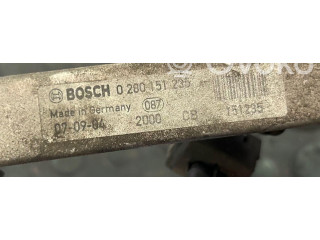 BOSCH 0 280 151 235
Made in Germany 087
07-09-04 2000 CB 151235